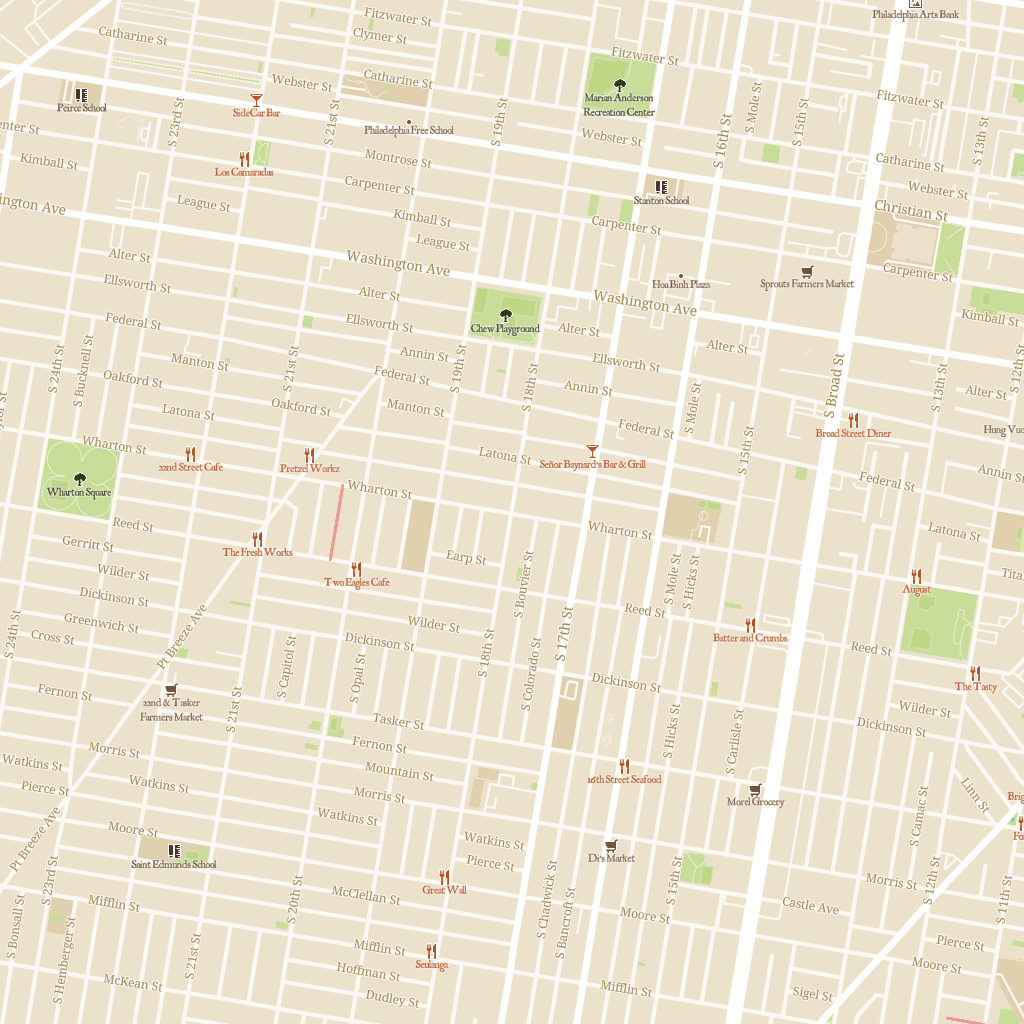 Fitzwater St
Philadelphia Arts Bank
Catharine St
Clymer St
Fitzwater St
Webster St
Catharine St
Marian Anderson
Recreation Center
Fitzwater St
Peirce School
SideCar Bar
S 23rd St
S 21st St
Philadelphia Free School
S 19th St
Webster St
S 16th St
S Mole St
S 15th St
S 13th St
enter St
Kimball St
Los Camaradas
Montrose St
Catharine St
Carpenter St
Stanton School
Webster St
League St
Christian St
ington Ave
Kimball St
League St
Carpenter St
Alter St
Washington Ave
Ellsworth St
Hoa Binh Plaza
Sprouts Farmers Market
Carpenter St
Alter St
Washington Ave
Kimball St
Federal St
Ellsworth St
Chew Playground
Alter St
Alter St
Manton St
Annin St
Ellsworth St
S 24th St
S Bucknell St
S 21st St
S 19th St
S 18th St
S Broad St
S 13th St
S 12th St
Oakford St
Federal St
Annin St
Alter St
Latona St
Oakford St
Manton St
S Mole St
Federal St
Broad Street Diner
Hung Vuo
Wharton St
22nd Street Cafe
Pretzel Workz
Latona St
Señor Baynard's Bar & Grill
S 15th St
Annin St
Wharton Square
Wharton St
Federal St
Reed St
Wharton St
Latona St
Gerritt St
The Fresh Works
Earp St
Wilder St
Two Eagles Cafe
S Bouvier St
S Mole St
S Hicks St
Tita
Dickinson St
August
Greenwich St
Wilder St
Reed St
Batter and Crumbs
Reed St
S 24th St
Cross St
Pt Breeze Ave
Dickinson St
S 17th St
S Capitol St
S Opal St
S 18th St
S Colorado St
Dickinson St
The Tasty
Fernon St
22nd & Tasker
Farmers Market
S 21st St
Tasker St
S Hicks St
S Carlisle St
Wilder St
Dickinson St
Morris St
Fernon St
Watkins St
Mountain St
16th Street Seafood
Pierce St
Watkins St
Morris St
Morel Grocery
Linn St
Brig
Watkins St
S Camac St
Fo
Moore St
Pt Breeze Ave
Watkins St
Di's Market
Saint Edmunds School
Pierce St
Great Wall
S 23rd St
S 20th St
McClellan St
S 15th St
Morris St
S 12th St
S 11th St
Mifflin St
S Chadwick St
S Bancroft St
Moore St
Castle Ave
S Bonsall St
S Hemberger St
S 21st St
Mifflin St
Seulanga
Pierce St
Moore St
McKean St
Hoffman St
Mifflin St
Sigel St
Dudley St